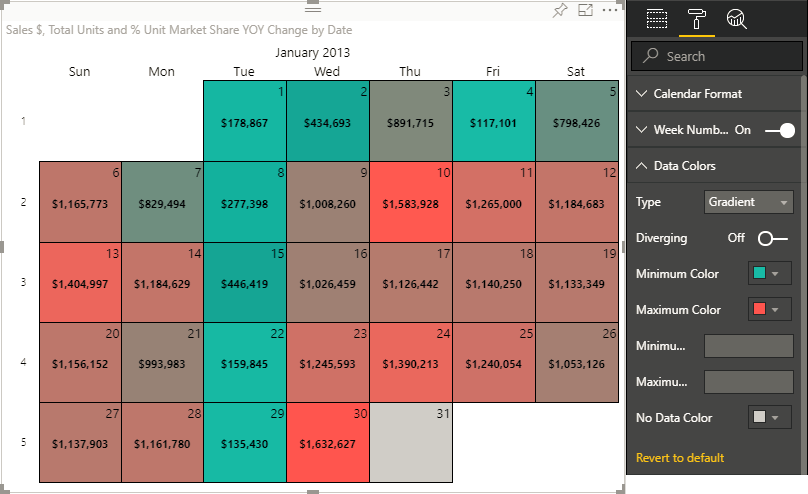 Sales $, Total Units and % Unit Market Share YOY Change by Date
January 2013
Sun Mon Tue Wed Thu Fri Sat
1 2 3 4 5
1 $178,867 $434,693 $891,715 $117,101 $798,426
6 7 8 9 10 11 12
2 $1,165,773 $829,494 $277,398 $1,008,260 $1,583,928 $1,265,000 $1,184,683
13 14 15 16 17 18 19
3 $1,404,997 $1,184,629 $446,419 $1,026,459 $1,126,442 $1,140,250 $1,133,349
20 21 22 23 24 25 26
4 $1,156,152 $993,983 $159,845 $1,245,593 $1,390,213 $1,240,054 $1,053,126
27 28 29 30 31
5 $1,137,903 $1,161,780 $135,430 $1,632,627
Search
Calendar Format
Week Numb... On
Data Colors
Type Gradient
Diverging Off
Minimum Color
Maximum Color
Minimu...
Maximu...
No Data Color
Revert to default